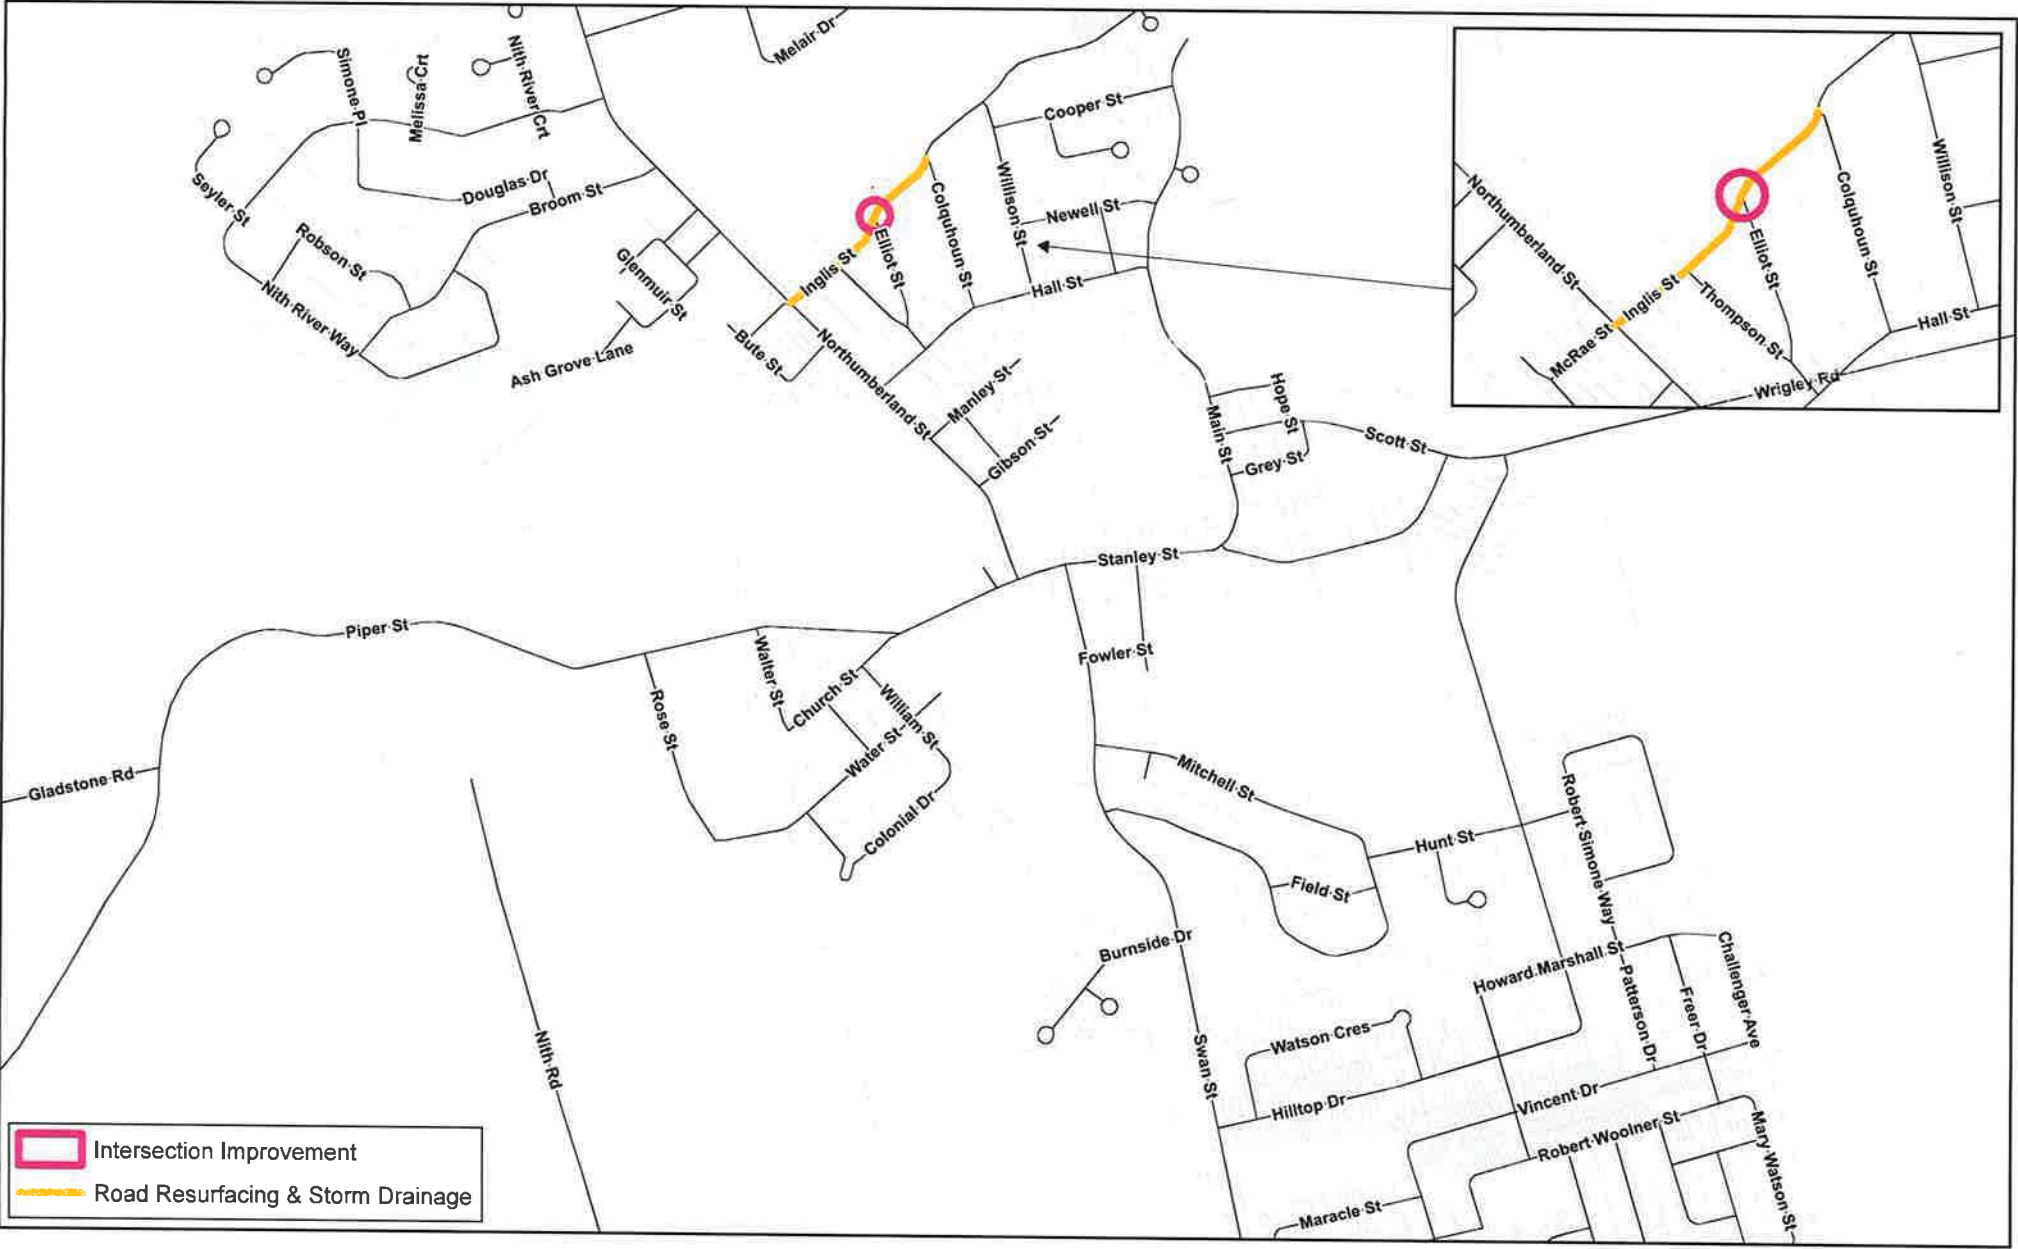 Melair Dr
Simone Pl
Melissa Crt
Nith River Crt
Cooper St
Seyler St
Douglas Dr
Broom St
Robson St
Nith River Way
Glenmuir St
Ash Grove Lane
Inglis St
Elliot St
Colquhoun St
Willison St
Newell St
Hall St
Bute St
Northumberland St
Manley St
Gibson St
Hope St
Main St
Grey St
Scott St
Northumberland St
Inglis St
McRae St
Thompson St
Elliot St
Colquhoun St
Willison St
Hall St
Wrigley Rd
Stanley St
Piper St
Fowler St
Walter St
Church St
William St
Rose St
Water St
Colonial Dr
Gladstone Rd
Mitchell St
Hunt St
Robert Simone Way
Field St
Burnside Dr
Howard Marshall St
Challenger Ave
Patterson Dr
Freer Dr
Nith Rd
Swan St
Watson Cres
Hilltop Dr
Vincent Dr
Robert Woolner St
Mary Watson St
Maracle St
Intersection Improvement
Road Resurfacing & Storm Drainage